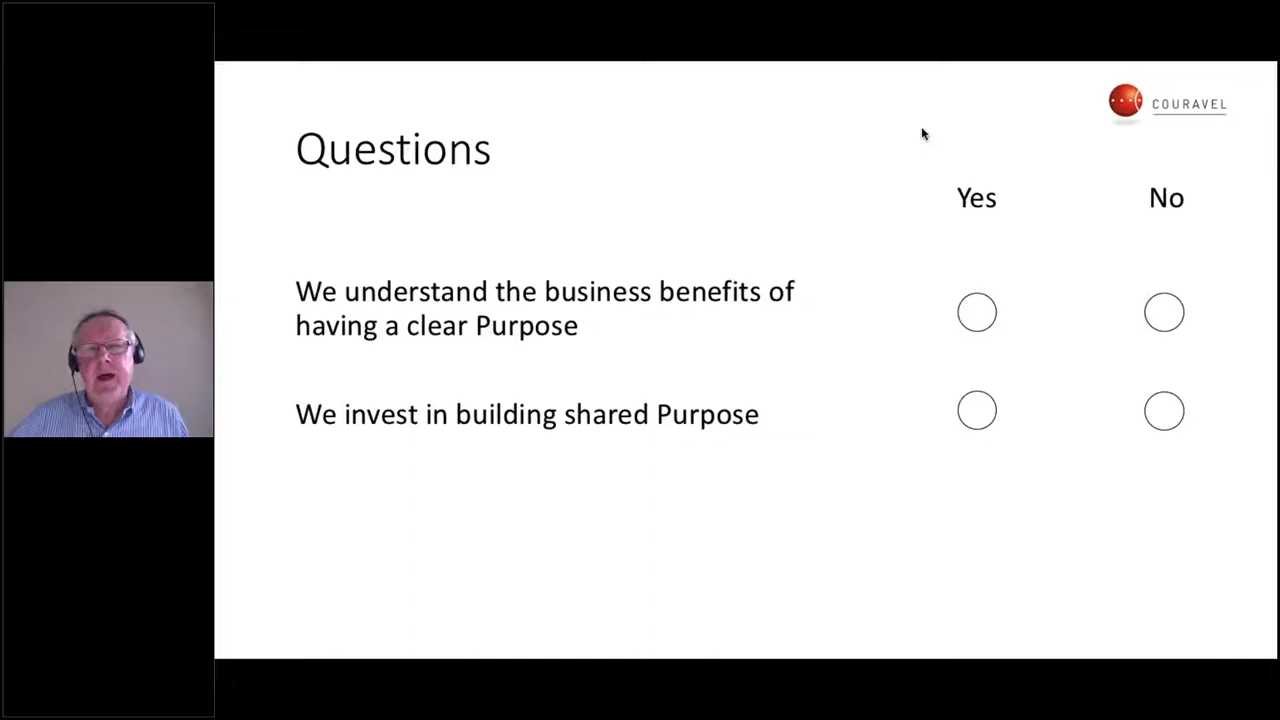 COURAVEL
Questions
Yes No
We understand the business benefits of
having a clear Purpose
We invest in building shared Purpose